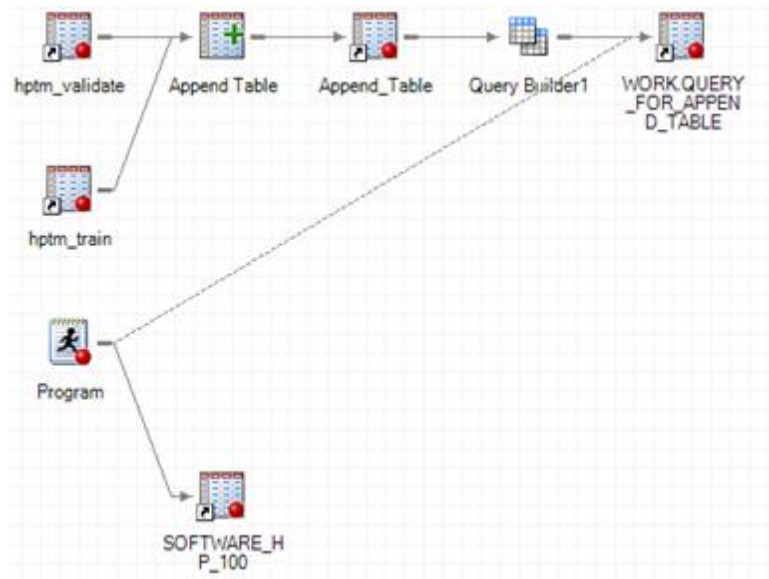 hptm_validate
Append Table
Append_Table
Query Builder1
WORK.QUERY
_FOR_APPEN
D_TABLE
hptm_train
Program
SOFTWARE_H
P_100